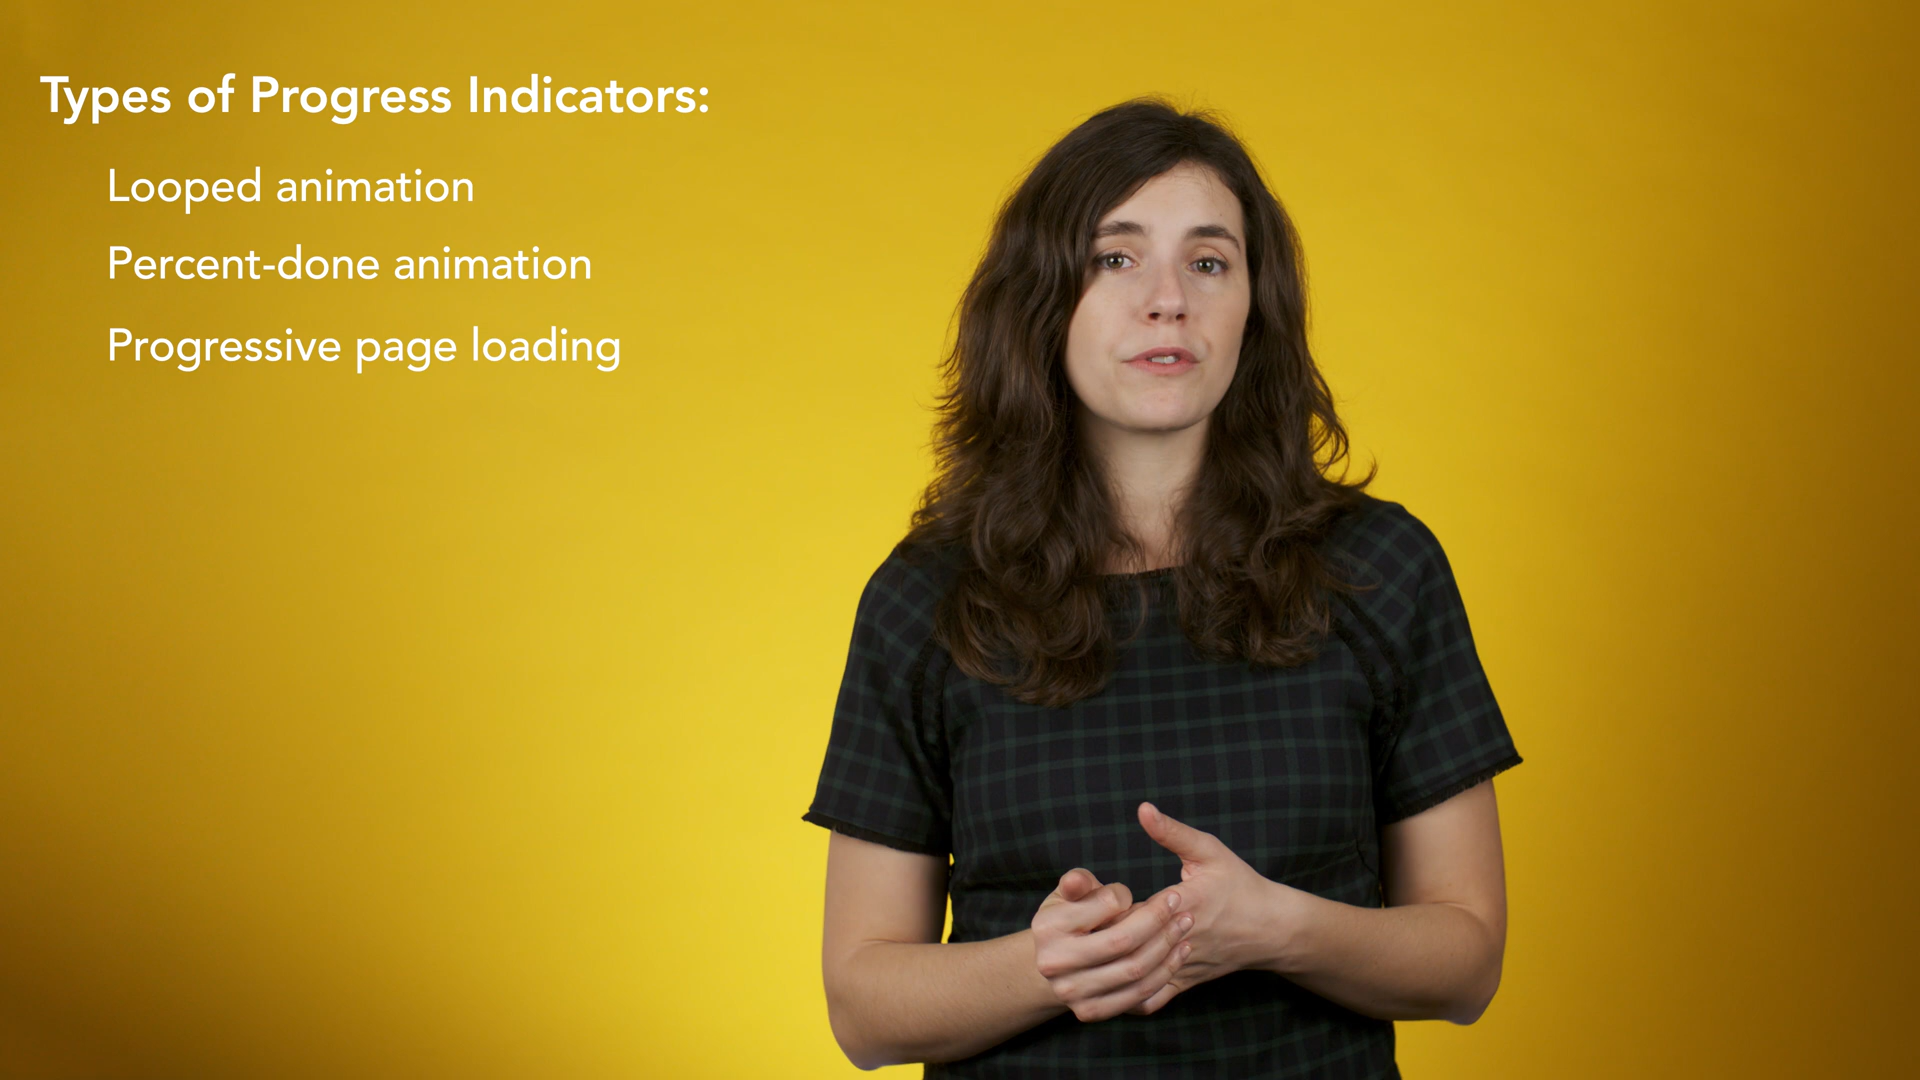 Types of Progress Indicators:
Looped animation
Percent-done animation
Progressive page loading